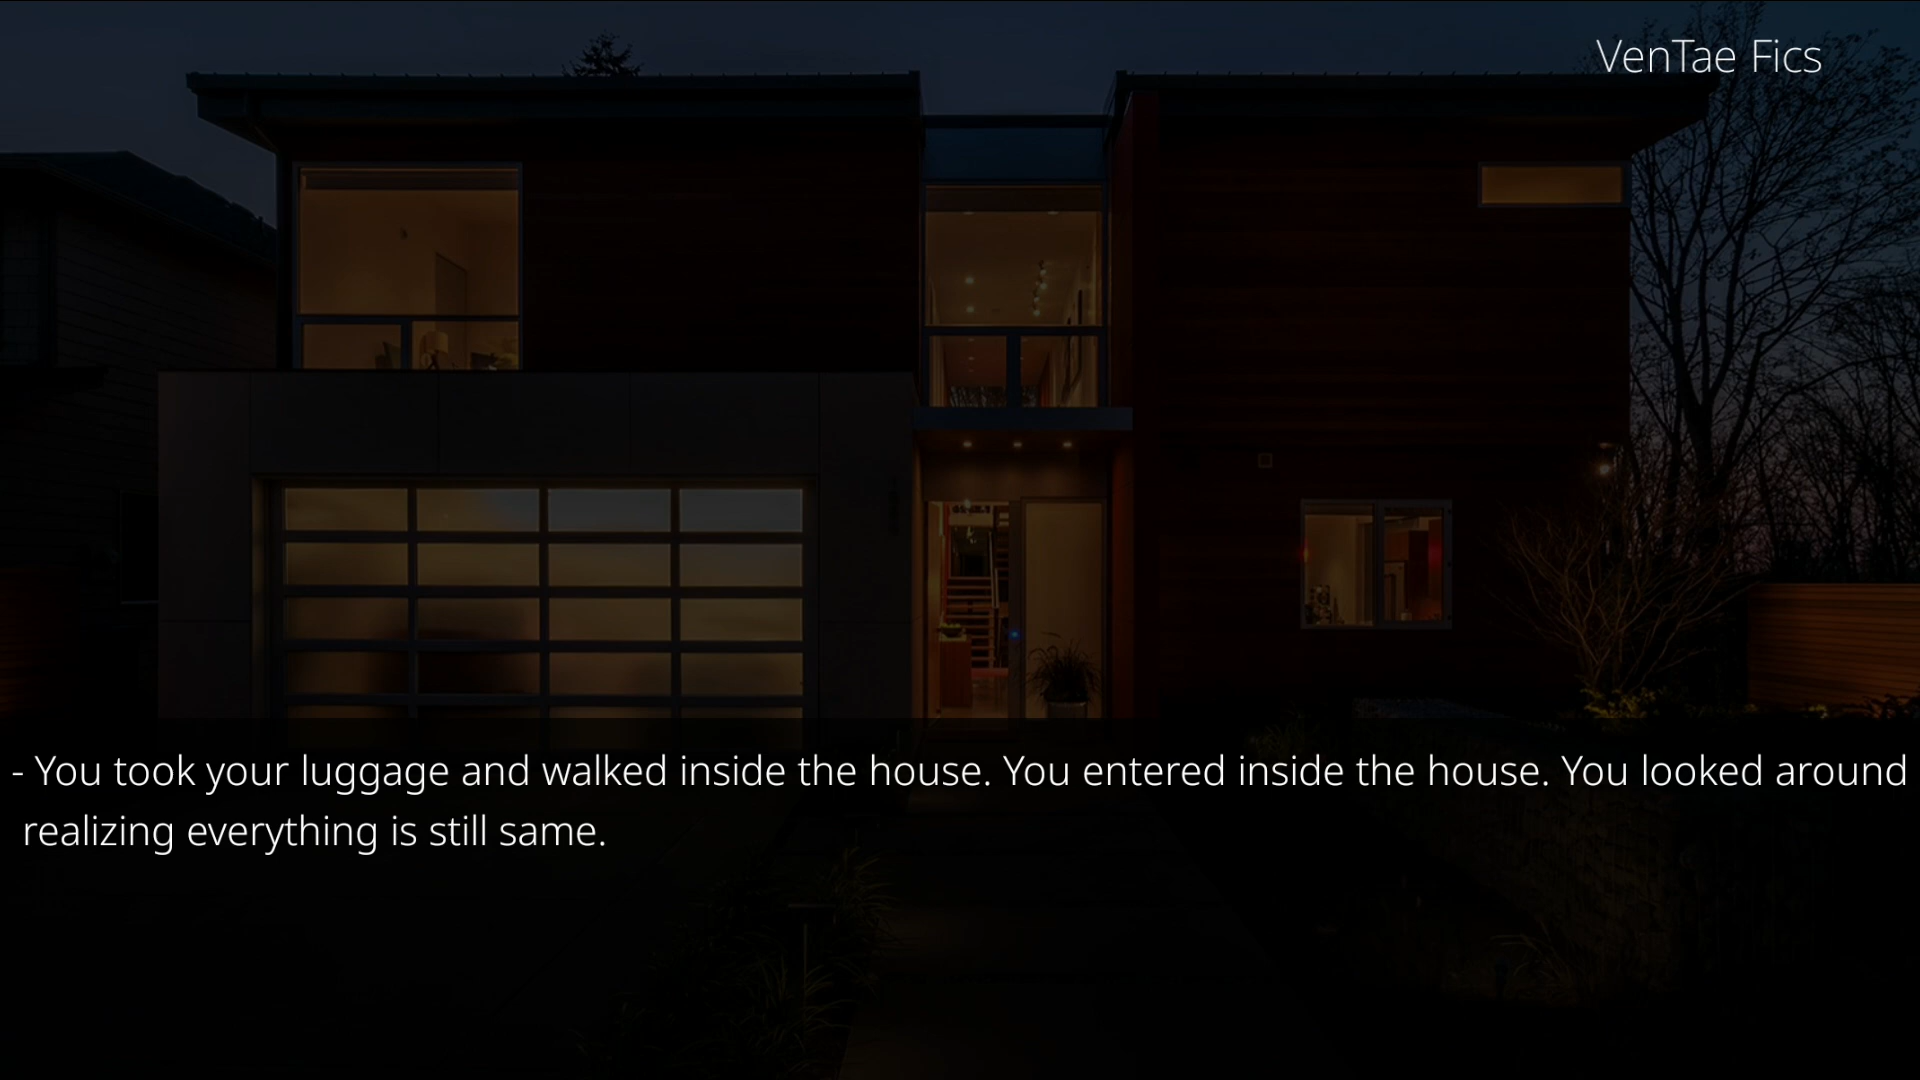 VenTae Fics
- You took your luggage and walked inside the house. You entered inside the house. You looked around
realizing everything is still same.